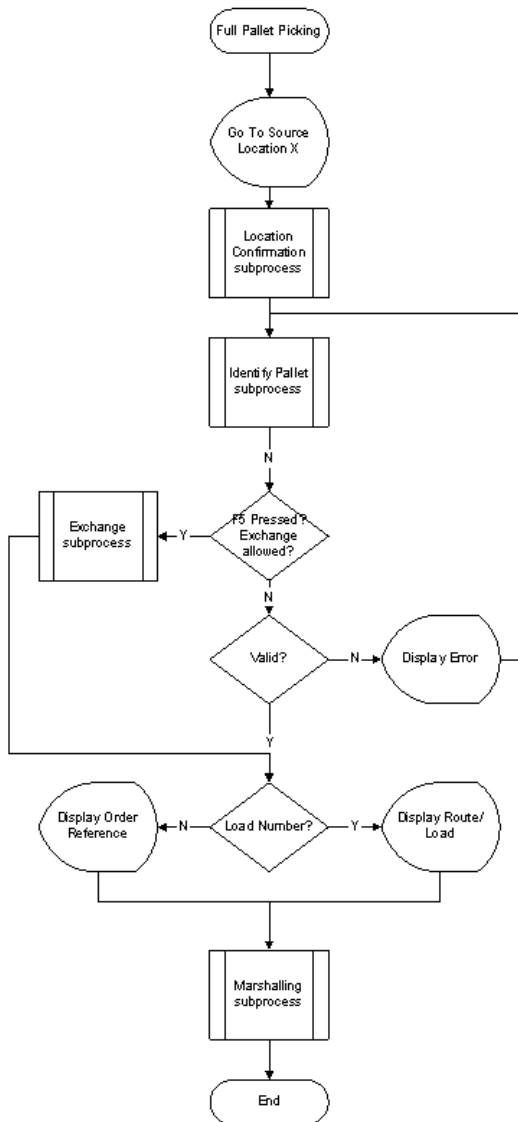 Full Pallet Picking
Go To Source
Location X
Location
Confirmation
subprocess
Identify Pallet
subprocess
N
F5 Pressed?
Exchange
allowed?
Y
Exchange
subprocess
N
Valid?
N
Display Error
Y
Display Order
Reference
N
Load Number?
Y
Display Route/
Load
Marshalling
subprocess
End